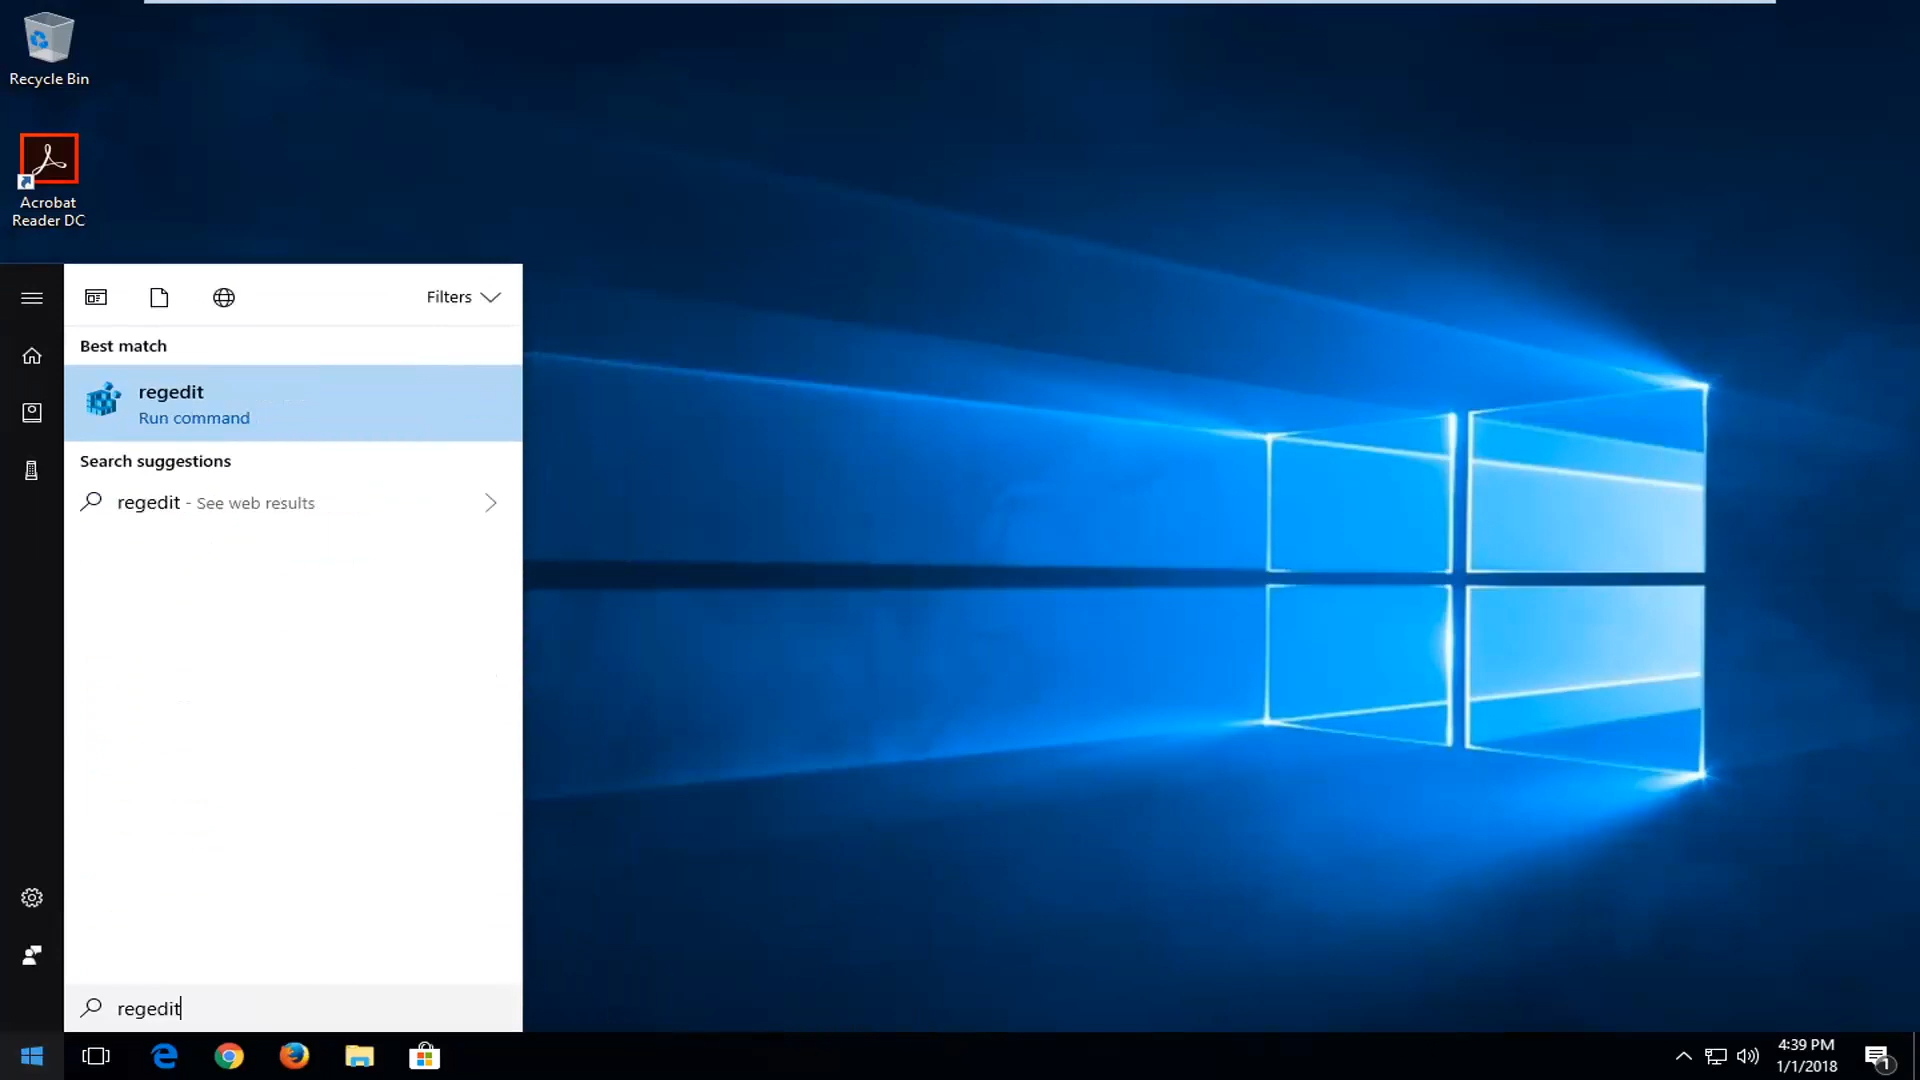 Recycle Bin
Acrobat
Reader DC
Filters
Best match
regedit
Run command
Search suggestions
regedit - See web results
regedit
4:39 PM
1/1/2018
1